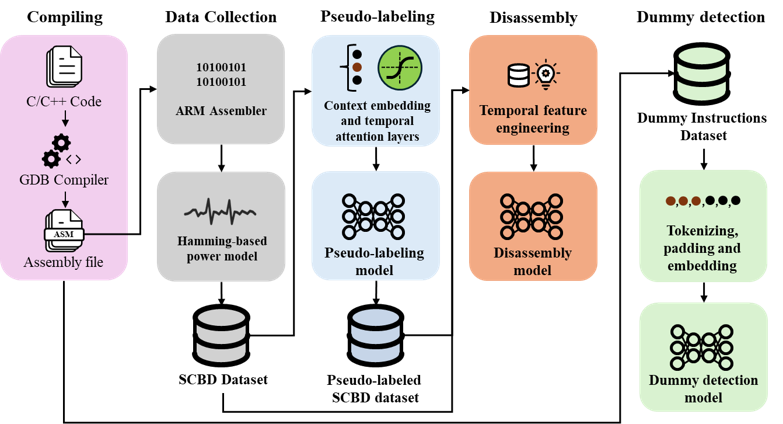 Compiling
C/C++ Code
GDB Compiler
ASM
Assembly file
Data Collection
10100101
10100101
ARM Assembler
Hamming-based
power model
SCBD Dataset
Pseudo-labeling
Context embedding
and temporal
attention layers
Pseudo-labeling
model
Pseudo-labeled
SCBD dataset
Disassembly
Temporal feature
engineering
Disassembly
model
Dummy detection
Dummy Instructions
Dataset
Tokenizing,
padding and
embedding
Dummy detection
model